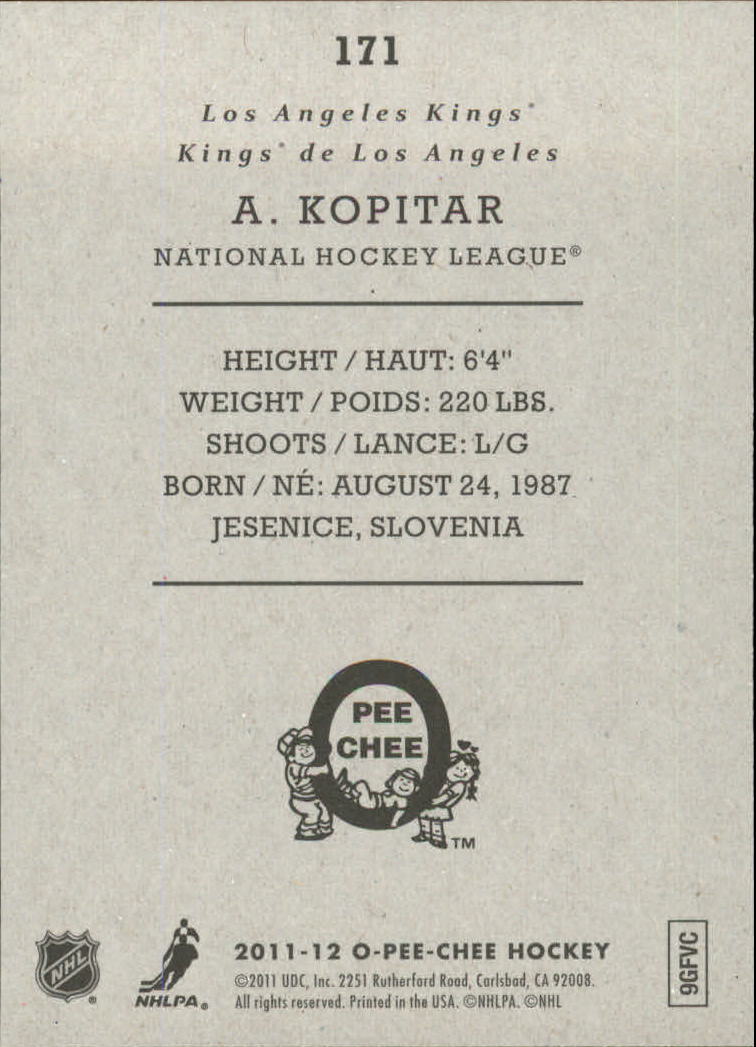 171
Los Angeles Kings®
Kings® de Los Angeles
A. KOPITAR
NATIONAL HOCKEY LEAGUE®
HEIGHT / HAUT: 6'4"
WEIGHT / POIDS: 220 LBS.
SHOOTS / LANCE: L/G
BORN / NÉ: AUGUST 24, 1987
JESENICE, SLOVENIA
PEE
CHEE
TM
NHL®
NHLPA®
2011-12 O-PEE-CHEE HOCKEY
©2011 UDC, Inc. 2251 Rutherford Road, Carlsbad, CA 92008.
All rights reserved. Printed in the USA. ©NHLPA. ©NHL
9GFVC